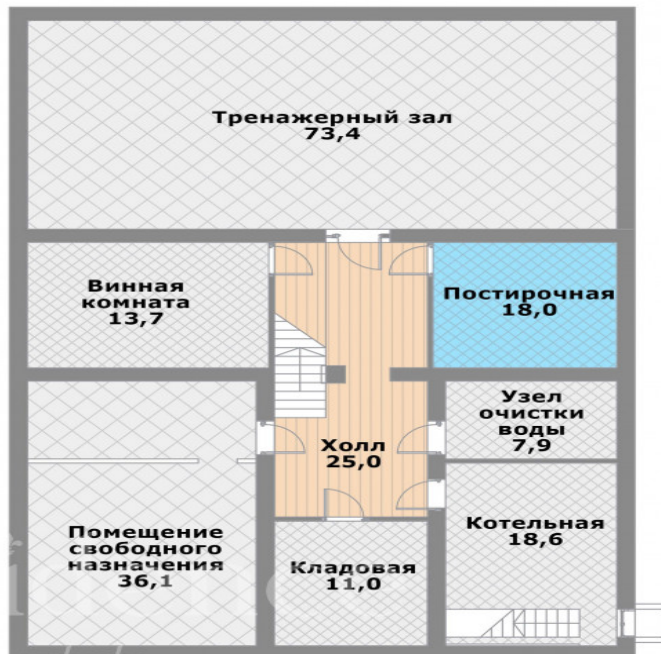 Тренажерный зал
73,4
Винная
комната
13,7
Постирочная
18,0
Узел
очистки
воды
7,9
Холл
25,0
Помещение
свободного
назначения
36,1
Кладовая
11,0
Котельная
18,6